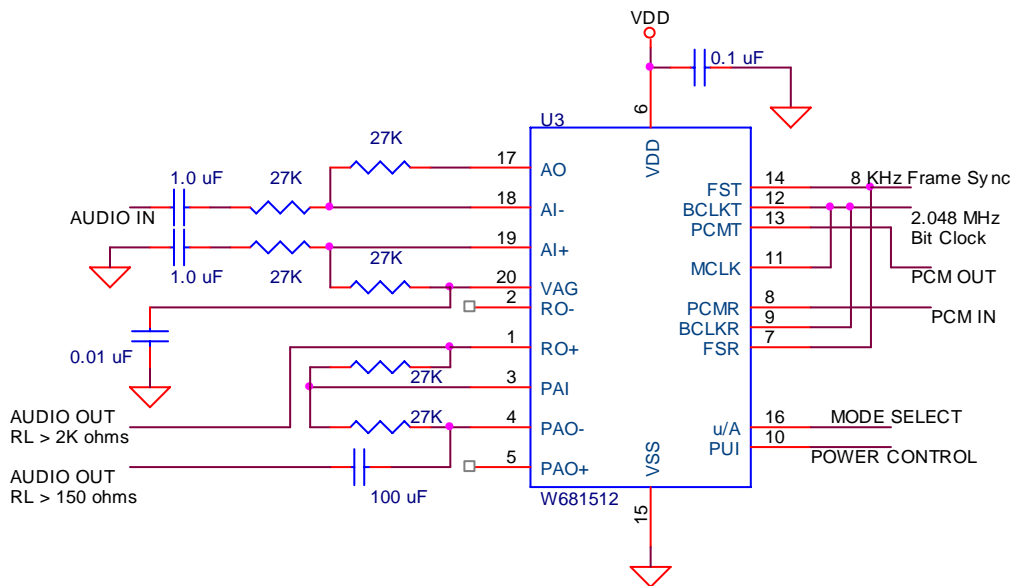 VDD
0.1 uF
6
U3
27K
17
AO
VDD
1.0 uF
27K
14
FST
8 KHz Frame Sync
18
AI-
12
BCLKT
AUDIO IN
13
PCMT
2.048 MHz
Bit Clock
19
AI+
27K
11
MCLK
PCM OUT
1.0 uF
27K
20
VAG
2
RO-
8
PCMR
PCM IN
9
BCLKR
0.01 uF
1
RO+
7
FSR
27K
3
PAI
AUDIO OUT
RL > 2K ohms
27K
4
PAO-
16
u/A
MODE SELECT
10
PUI
POWER CONTROL
AUDIO OUT
RL > 150 ohms
5
PAO+
VSS
100 uF
W681512
15